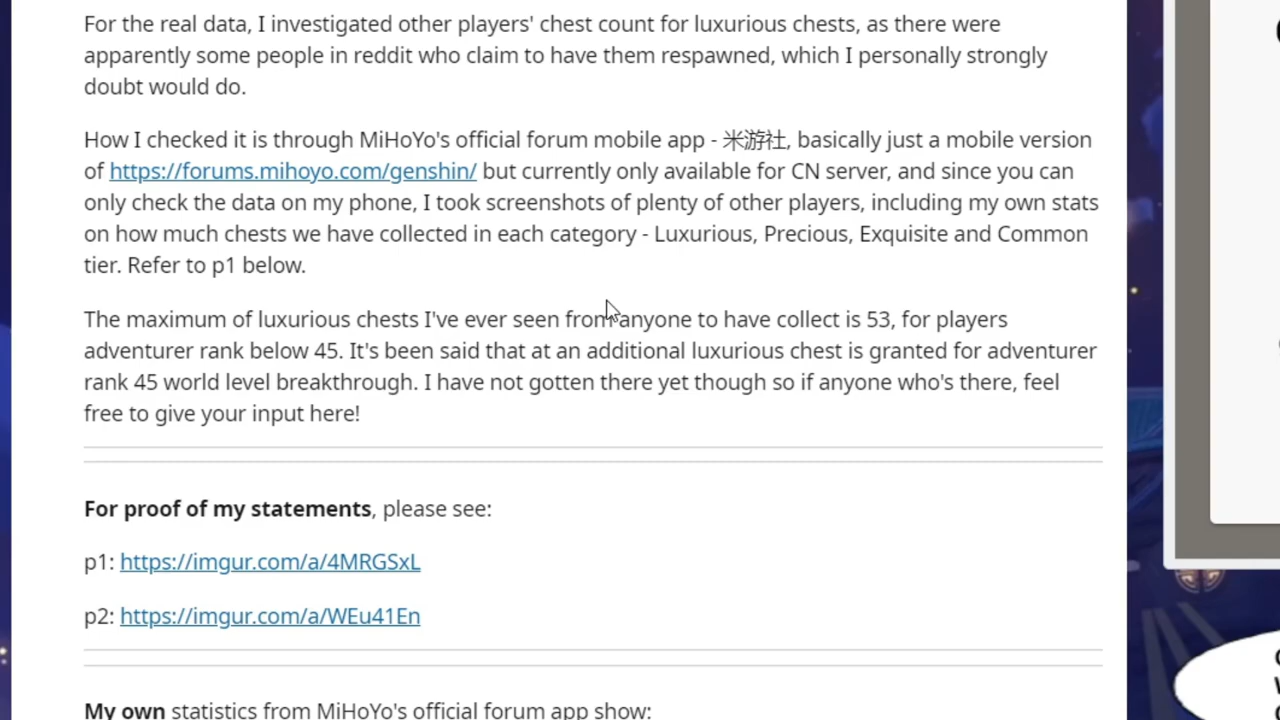 For the real data, I investigated other players' chest count for luxurious chests, as there were
apparently some people in reddit who claim to have them respawned, which I personally strongly
doubt would do.
How I checked it is through MiHoYo's official forum mobile app - 米游社, basically just a mobile version
of https://forums.mihoyo.com/genshin/ but currently only available for CN server, and since you can
only check the data on my phone, I took screenshots of plenty of other players, including my own stats
on how much chests we have collected in each category - Luxurious, Precious, Exquisite and Common
tier. Refer to p1 below.
The maximum of luxurious chests I've ever seen from anyone to have collect is 53, for players
adventurer rank below 45. It's been said that at an additional luxurious chest is granted for adventurer
rank 45 world level breakthrough. I have not gotten there yet though so if anyone who's there, feel
free to give your input here!
For proof of my statements, please see:
p1: https://imgur.com/a/4MRGSxL
p2: https://imgur.com/a/WEu41En
My own statistics from MiHoYo's official forum app show: